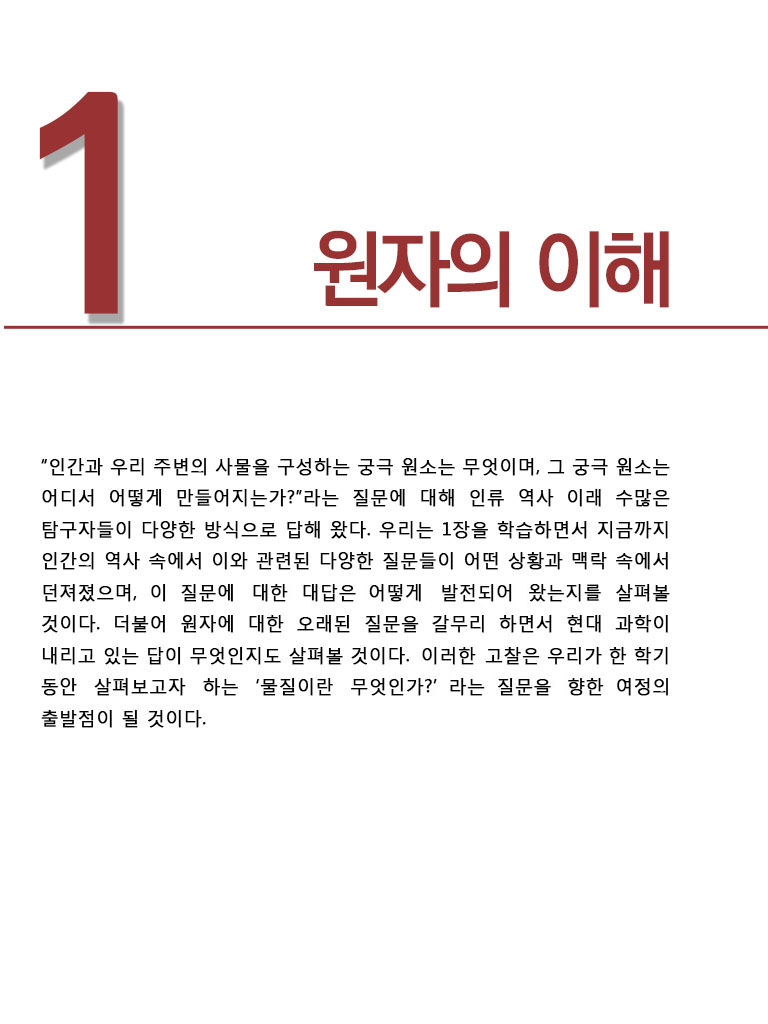 1
원자의 이해
“인간과 우리 주변의 사물을 구성하는 궁극 원소는 무엇이며, 그 궁극 원소는
어디서 어떻게 만들어지는가?”라는 질문에 대해 인류 역사 이래 수많은
탐구자들이 다양한 방식으로 답해 왔다. 우리는 1장을 학습하면서 지금까지
인간의 역사 속에서 이와 관련된 다양한 질문들이 어떤 상황과 맥락 속에서
던져졌으며, 이 질문에 대한 대답은 어떻게 발전되어 왔는지를 살펴볼
것이다. 더불어 원자에 대한 오래된 질문을 갈무리 하면서 현대 과학이
내리고 있는 답이 무엇인지도 살펴볼 것이다. 이러한 고찰은 우리가 한 학기
동안 살펴보고자 하는 ‘물질이란 무엇인가?’ 라는 질문을 향한 여정의
출발점이 될 것이다.